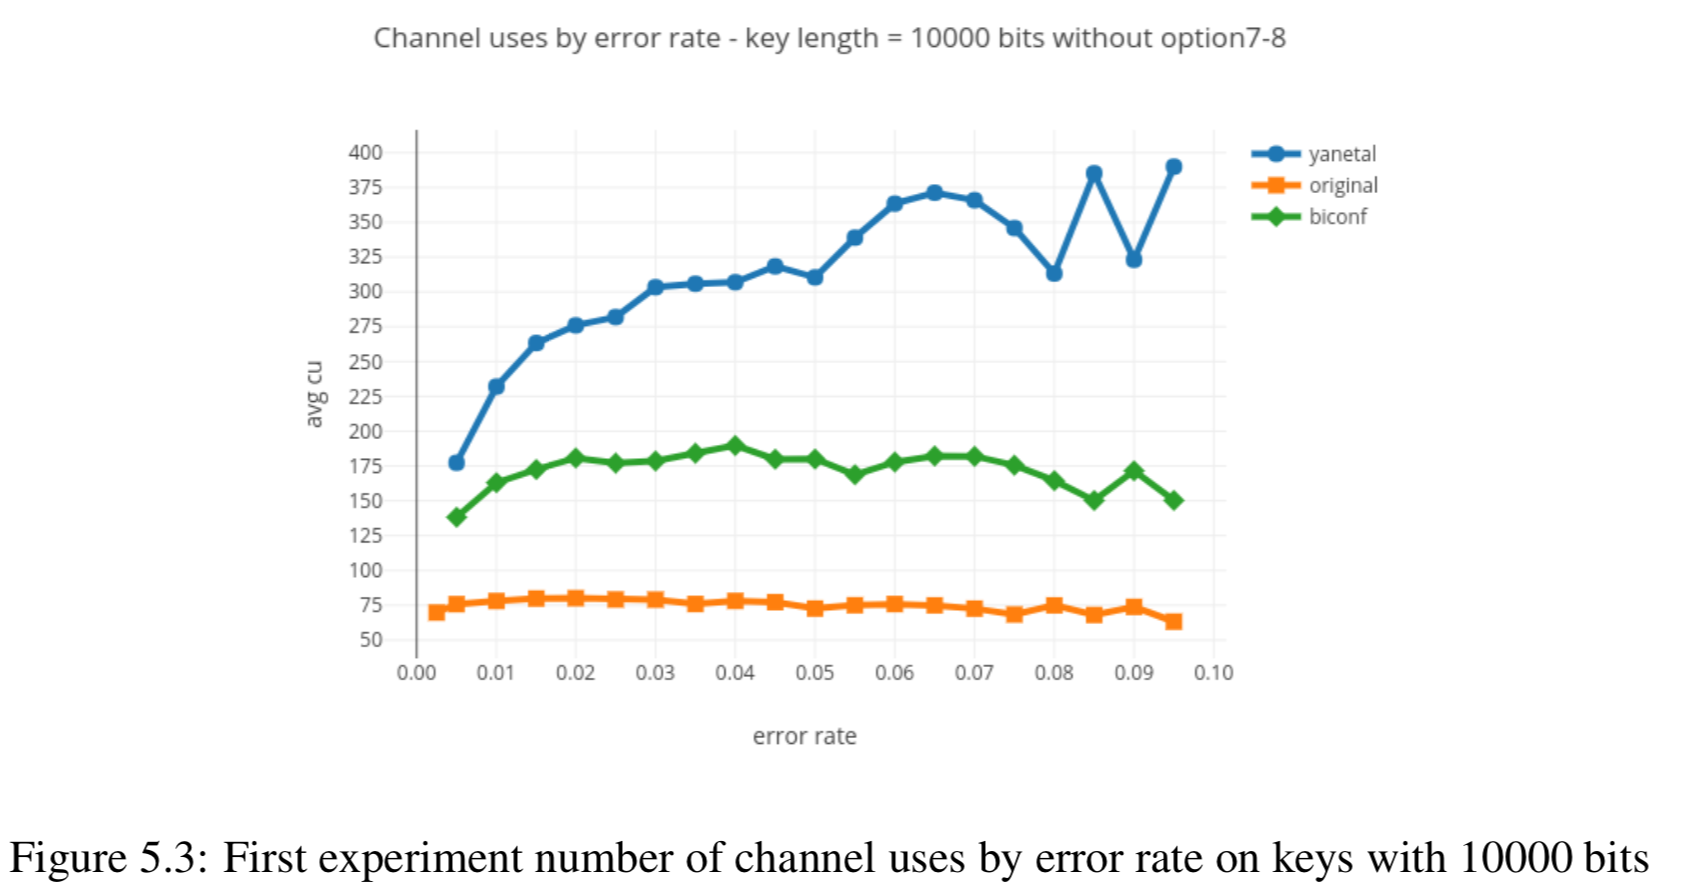 Channel uses by error rate - key length = 10000 bits without option7-8
400
375
350
325
300
275
250
225
200
175
150
125
100
75
50
avg cu
0.00 0.01 0.02 0.03 0.04 0.05 0.06 0.07 0.08 0.09 0.10
error rate
yanetal
original
biconf
Figure 5.3: First experiment number of channel uses by error rate on keys with 10000 bits